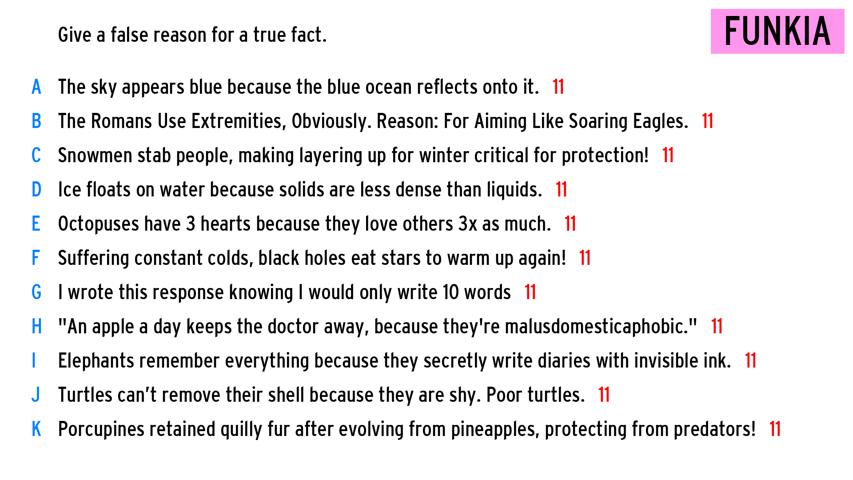 Give a false reason for a true fact.
FUNKIA
A The sky appears blue because the blue ocean reflects onto it. 11
B The Romans Use Extremities, Obviously. Reason: For Aiming Like Soaring Eagles. 11
C Snowmen stab people, making layering up for winter critical for protection! 11
D Ice floats on water because solids are less dense than liquids. 11
E Octopuses have 3 hearts because they love others 3x as much. 11
F Suffering constant colds, black holes eat stars to warm up again! 11
G I wrote this response knowing I would only write 10 words 11
H "An apple a day keeps the doctor away, because they're malusdomesticaphobic." 11
I Elephants remember everything because they secretly write diaries with invisible ink. 11
J Turtles can't remove their shell because they are shy. Poor turtles. 11
K Porcupines retained quilly fur after evolving from pineapples, protecting from predators! 11